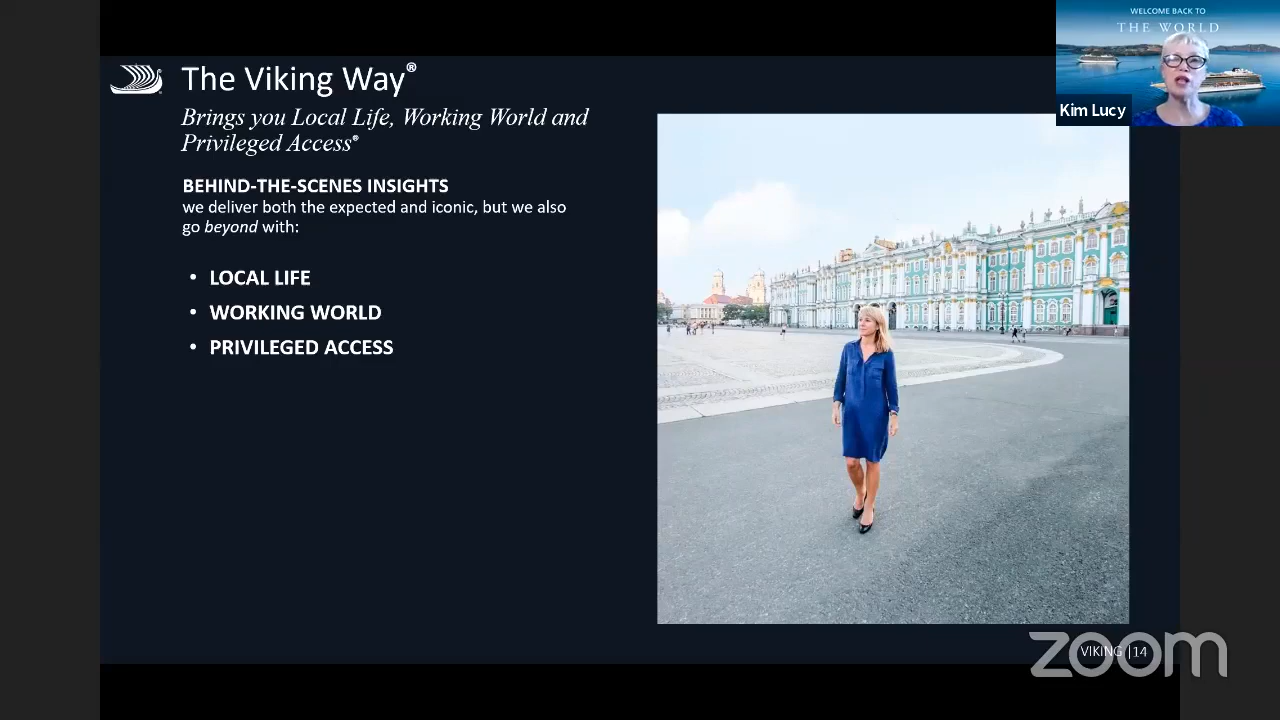 WELCOME BACK TO
THE WORLD
Kim Lucy
The Viking Way®
Brings you Local Life, Working World and
Privileged Access®
BEHIND-THE-SCENES INSIGHTS
we deliver both the expected and iconic, but we also
go beyond with:
• LOCAL LIFE
• WORKING WORLD
• PRIVILEGED ACCESS
VIKING |14
zoom